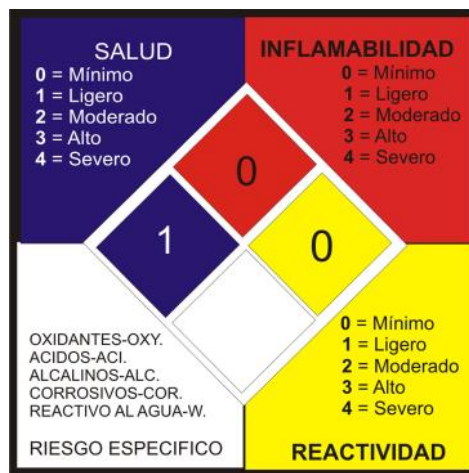 SALUD
0 = Mínimo
1 = Ligero
2 = Moderado
3 = Alto
4 = Severo
INFLAMABILIDAD
0 = Mínimo
1 = Ligero
2 = Moderado
3 = Alto
4 = Severo
0
1
0
OXIDANTES-OXY.
ACIDOS-ACI.
ALCALINOS-ALC.
CORROSIVOS-COR.
REACTIVO AL AGUA-W.
RIESGO ESPECIFICO
0 = Mínimo
1 = Ligero
2 = Moderado
3 = Alto
4 = Severo
REACTIVIDAD